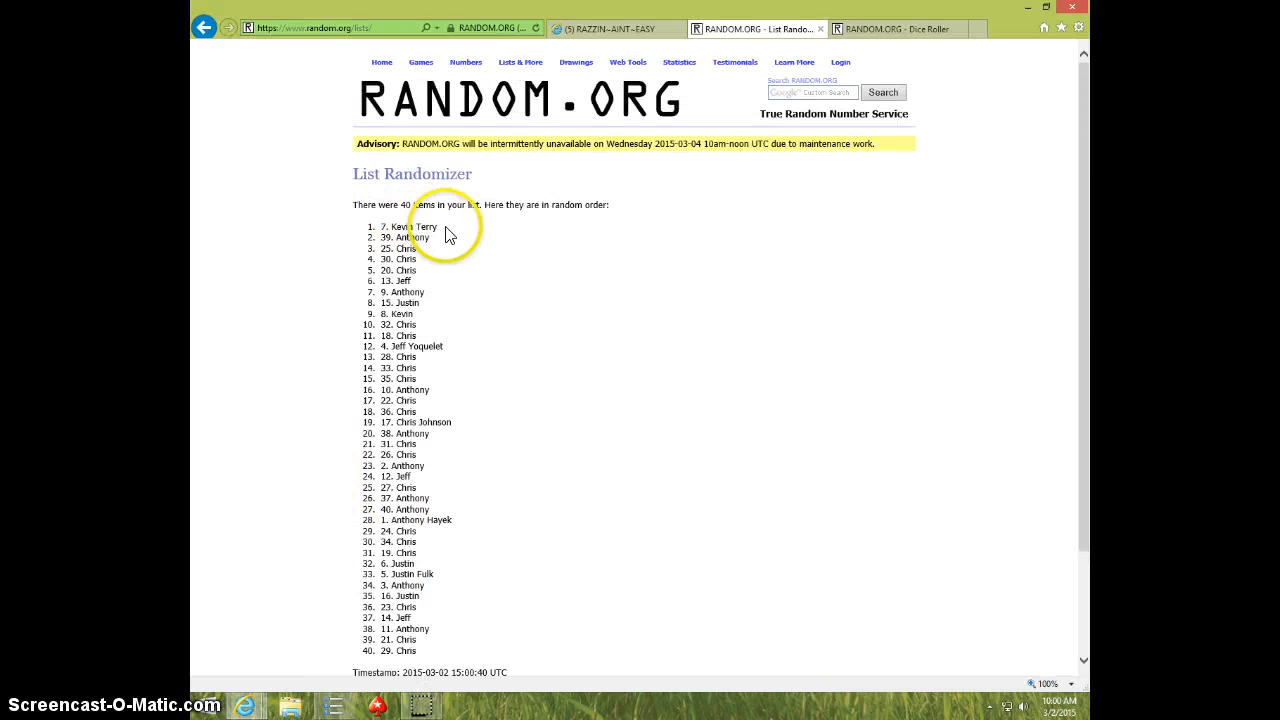 https://www.random.org/lists/
RANDOM.ORG (...
(5) RAZZIN~AINT~EASY
RANDOM.ORG - List Rando...
RANDOM.ORG - Dice Roller
Home Games Numbers Lists & More Drawings Web Tools Statistics Testimonials Learn More Login
Search RANDOM.ORG
RANDOM.ORG
Google Custom Search
Search
True Random Number Service
Advisory: RANDOM.ORG will be intermittently unavailable on Wednesday 2015-03-04 10am-noon UTC due to maintenance work.
List Randomizer
There were 40 items in your list. Here they are in random order:
1. 7. Kevin Terry
2. 39. Anthony
3. 25. Chris
4. 30. Chris
5. 20. Chris
6. 13. Jeff
7. 9. Anthony
8. 15. Justin
9. 8. Kevin
10. 32. Chris
11. 18. Chris
12. 4. Jeff Yoquelet
13. 28. Chris
14. 33. Chris
15. 35. Chris
16. 10. Anthony
17. 22. Chris
18. 36. Chris
19. 17. Chris Johnson
20. 38. Anthony
21. 31. Chris
22. 26. Chris
23. 2. Anthony
24. 12. Jeff
25. 27. Chris
26. 37. Anthony
27. 40. Anthony
28. 1. Anthony Hayek
29. 24. Chris
30. 34. Chris
31. 19. Chris
32. 6. Justin
33. 5. Justin Fulk
34. 3. Anthony
35. 16. Justin
36. 23. Chris
37. 14. Jeff
38. 11. Anthony
39. 21. Chris
40. 29. Chris
Timestamp: 2015-03-02 15:00:40 UTC
100%
10:00 AM
3/2/2015
Screencast-O-Matic.com